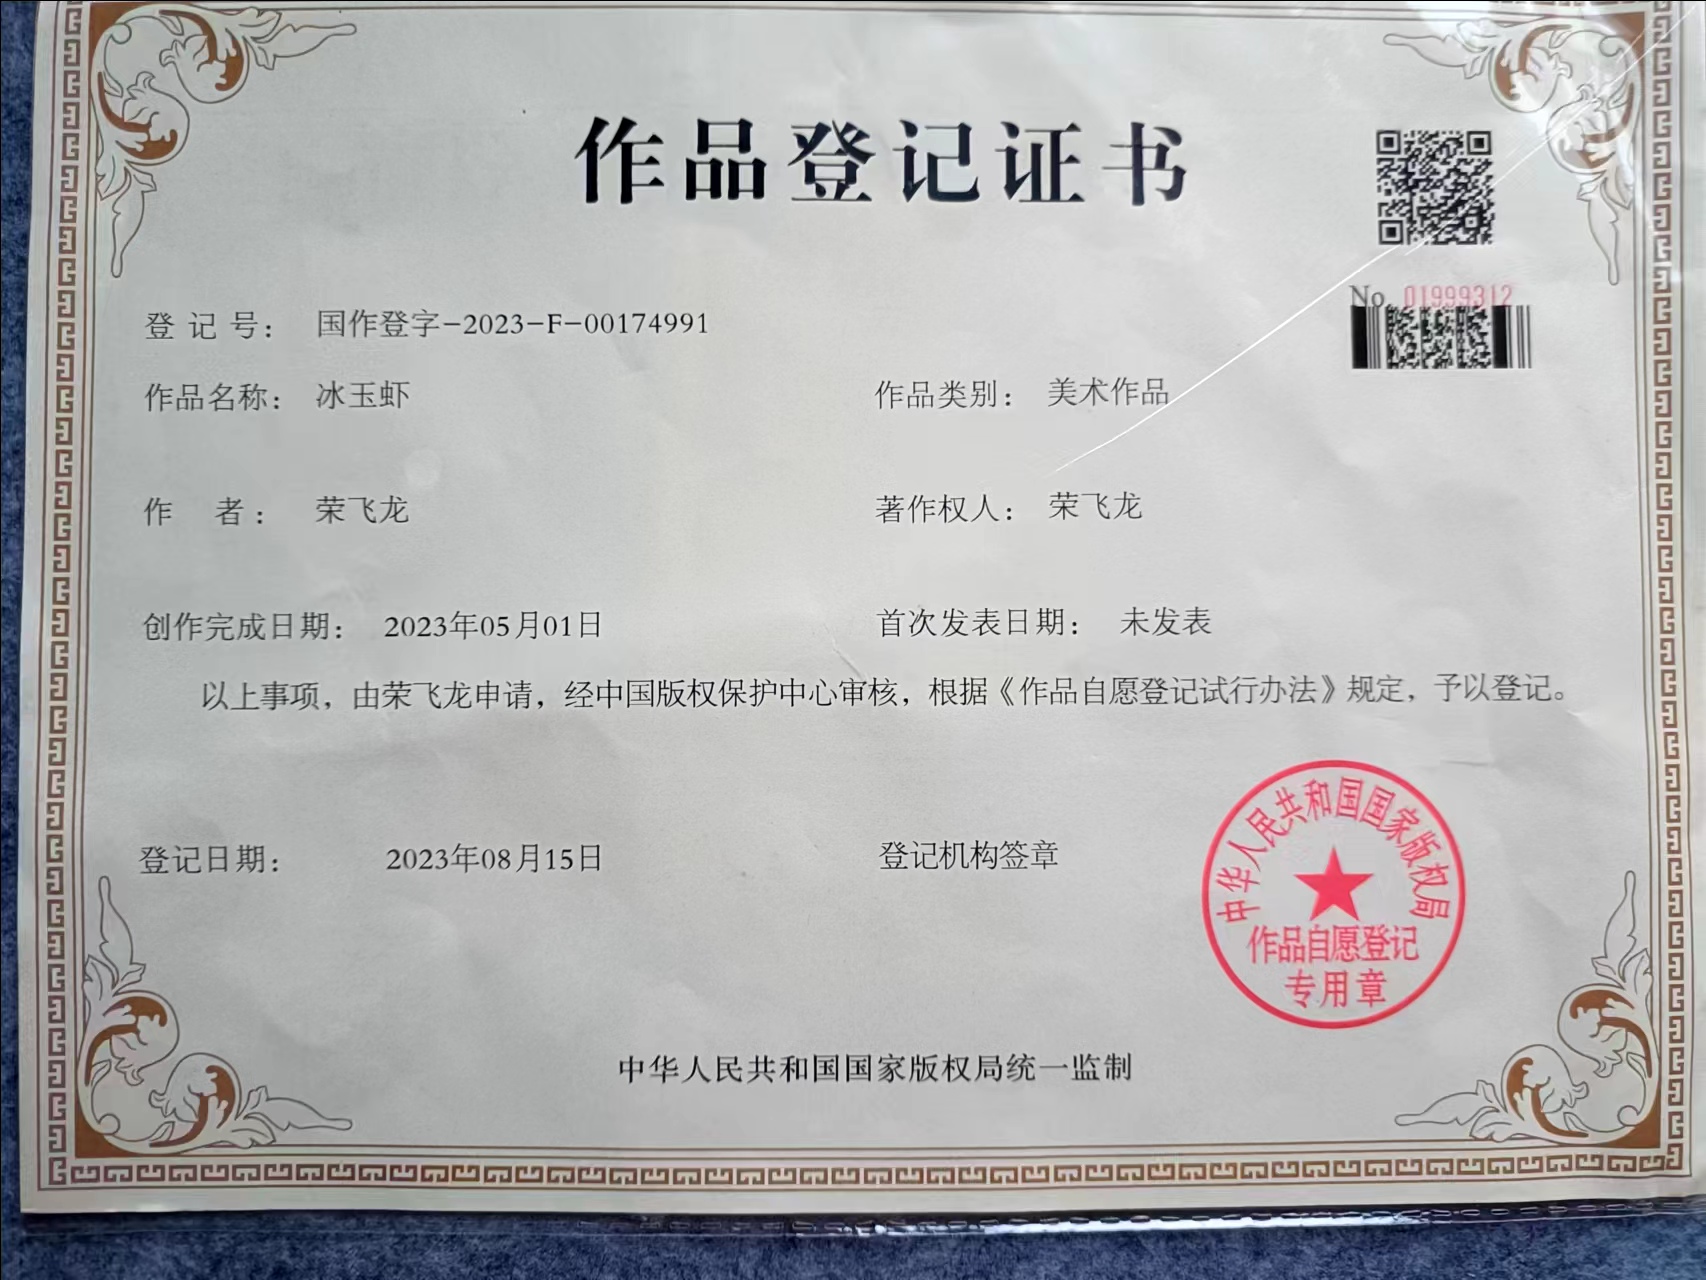 作品登记证书
No. 01999312
登 记 号： 国作登字-2023-F-00174991
作品名称： 冰玉虾 作品类别： 美术作品
作 者： 荣飞龙 著作权人： 荣飞龙
创作完成日期： 2023年05月01日 首次发表日期： 未发表
以上事项，由荣飞龙申请，经中国版权保护中心审核，根据《作品自愿登记试行办法》规定，予以登记。
登记日期： 2023年08月15日 登记机构签章
中华人民共和国国家版权局
作品自愿登记
专用章
中华人民共和国国家版权局统一监制